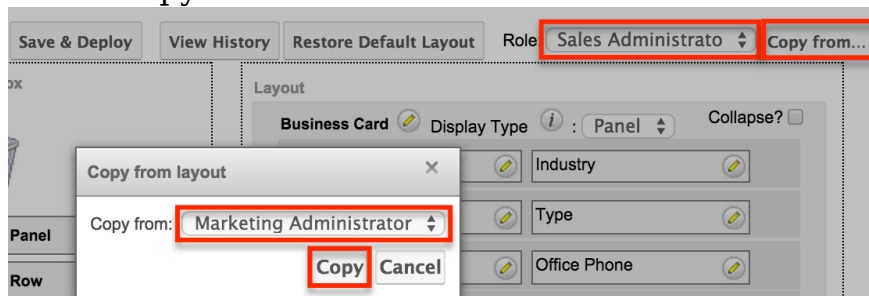 Save & Deploy View History Restore Default Layout Role: Sales Administrato Copy from...
Layout
Business Card Display Type i : Panel Collapse?
Copy from layout ×
Industry
Copy from: Marketing Administrator
Type
Panel
Copy Cancel
Office Phone
Row